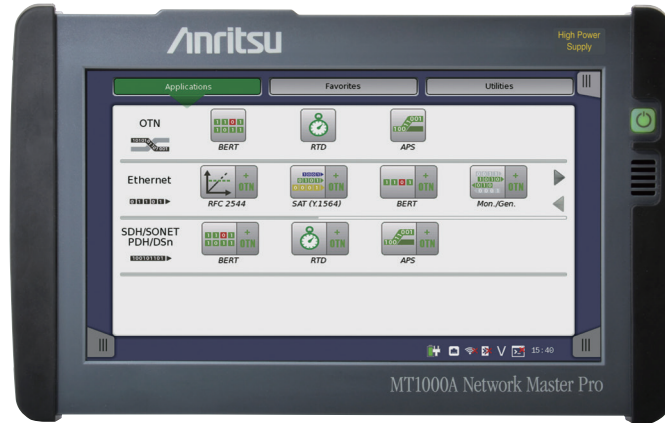 Anritsu
High Power
Supply
Applications
Favorites
Utilities
OTN
BERT
RTD
APS
Ethernet
+
OTN
RFC 2544
+
OTN
SAT (Y.1564)
+
OTN
BERT
+
OTN
Mon./Gen.
SDH/SONET
PDH/DSn
+
OTN
BERT
+
OTN
RTD
+
OTN
APS
15:40
MT1000A Network Master Pro